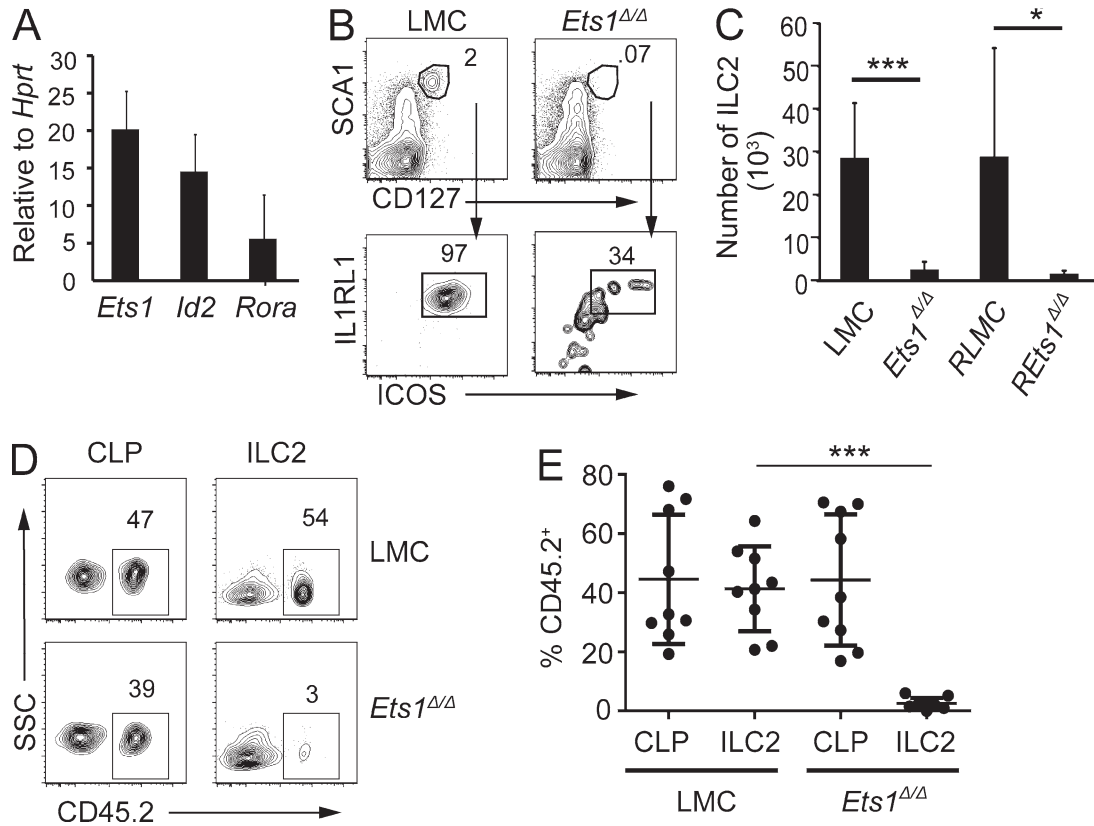 A
Relative to Hprt
30
25
20
15
10
5
0
Ets1 Id2 Rora
B
LMC Ets1Δ/Δ
SCA1
2 .07
CD127
97 34
IL1RL1
ICOS
C
Number of ILC2
(10³)
60
50
40
30
20
10
0
*** *
LMC Ets1Δ/Δ RLMC REts1Δ/Δ
D
CLP ILC2
47 54
LMC
39 3
Ets1Δ/Δ
SSC
CD45.2
E
% CD45.2⁺
80
60
40
20
0
***
CLP ILC2 CLP ILC2
LMC Ets1Δ/Δ